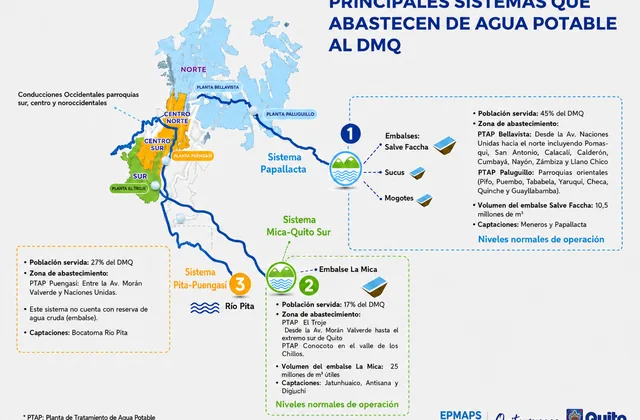 PRINCIPALES SISTEMAS QUE
ABASTECEN DE AGUA POTABLE
AL DMQ
NORTE
PLANTA BELLAVISTA
PLANTA PALUGUILLO
Conducciones Occidentales parroquias
sur, centro y noroccidentales
CENTRO
NORTE
CENTRO
SUR
PLANTA PUENGASÍ
SUR
PLANTA EL TROJE
1
Sistema
Papallacta
Embalses:
Salve Faccha
Sucus
Mogotes
• Población servida: 45% del DMQ
• Zona de abastecimiento:
PTAP Bellavista: Desde la Av. Naciones
Unidas hacia el norte incluyendo Pomas-
qui, San Antonio, Calacalí, Calderón,
Cumbayá, Nayón, Zámbiza y Llano Chico
PTAP Paluguillo: Parroquias orientales
(Pifo, Puembo, Tababela, Yaruquí, Checa,
Quinche y Guayllabamba).
• Volumen del embalse Salve Faccha: 10,5
millones de m³
• Captaciones: Meneros y Papallacta
Niveles normales de operación
Sistema
Mica-Quito Sur
Embalse La Mica
2
• Población servida: 17% del DMQ
• Zona de abastecimiento:
PTAP El Troje
Desde la Av. Morán Valverde hasta el
extremo sur de Quito
PTAP Conocoto en el valle de los
Chillos.
• Volumen del embalse La Mica: 25
millones de m³ útiles
• Captaciones: Jatunhuaico, Antisana y
Digluchi
Niveles normales de operación
Sistema
Pita-Puengasí
3
Río Pita
• Población servida: 27% del DMQ
• Zona de abastecimiento:
PTAP Puengasí: Entre la Av. Morán
Valverde y Naciones Unidas.
• Este sistema no cuenta con reserva de
agua cruda (embalse).
• Captaciones: Bocatoma Río Pita
* PTAP: Planta de Tratamiento de Agua Potable
EPMAPS
Quito